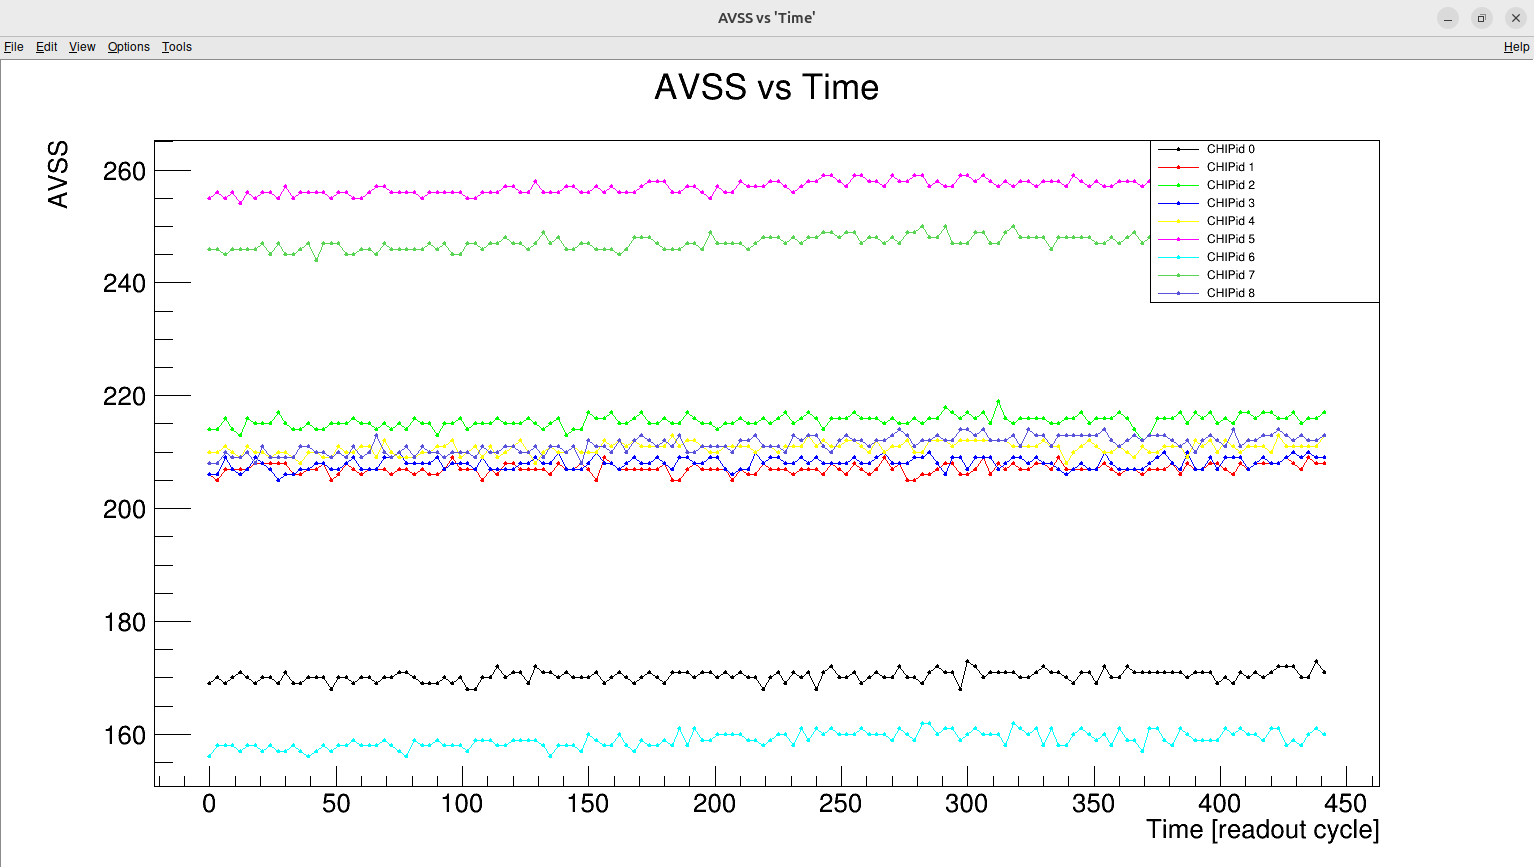 AVSS vs 'Time'
File Edit View Options Tools Help
AVSS vs Time
AVSS
260
240
220
200
180
160
CHIPid 0
CHIPid 1
CHIPid 2
CHIPid 3
CHIPid 4
CHIPid 5
CHIPid 6
CHIPid 7
CHIPid 8
0 50 100 150 200 250 300 350 400 450
Time [readout cycle]